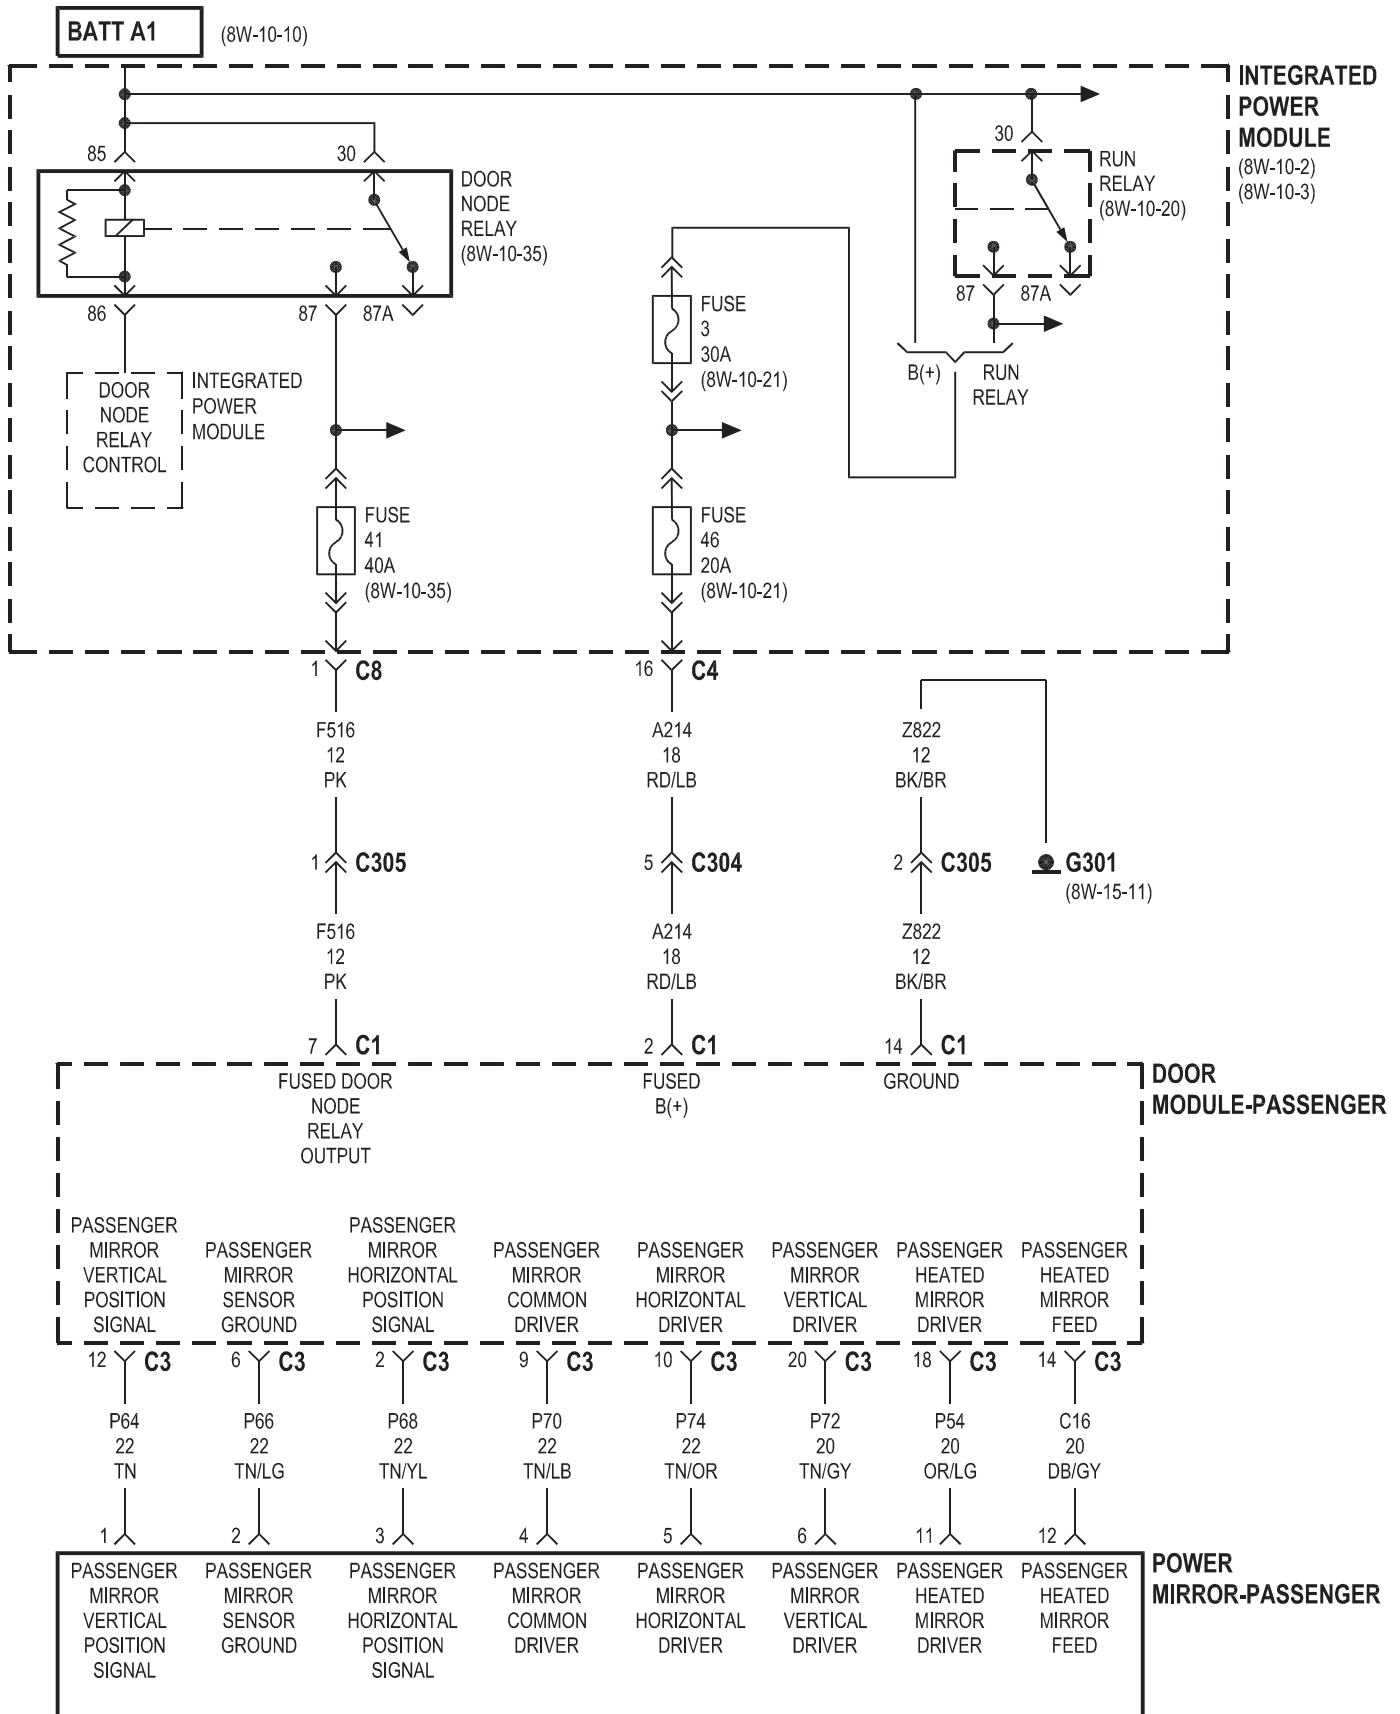 BATT A1 (8W-10-10)
INTEGRATED
POWER
MODULE
(8W-10-2)
(8W-10-3)
85
30
DOOR
NODE
RELAY
(8W-10-35)
86
87
87A
DOOR
NODE
RELAY
CONTROL
INTEGRATED
POWER
MODULE
30
RUN
RELAY
(8W-10-20)
87
87A
B(+)
RUN
RELAY
FUSE
3
30A
(8W-10-21)
FUSE
41
40A
(8W-10-35)
FUSE
46
20A
(8W-10-21)
1 C8
16 C4
F516
12
PK
A214
18
RD/LB
Z822
12
BK/BR
1 C305
5 C304
2 C305
G301
(8W-15-11)
F516
12
PK
A214
18
RD/LB
Z822
12
BK/BR
7 C1
2 C1
14 C1
DOOR
MODULE-PASSENGER
FUSED DOOR
NODE
RELAY
OUTPUT
FUSED
B(+)
GROUND
PASSENGER
MIRROR
VERTICAL
POSITION
SIGNAL
PASSENGER
MIRROR
SENSOR
GROUND
PASSENGER
MIRROR
HORIZONTAL
POSITION
SIGNAL
PASSENGER
MIRROR
COMMON
DRIVER
PASSENGER
MIRROR
HORIZONTAL
DRIVER
PASSENGER
MIRROR
VERTICAL
DRIVER
PASSENGER
HEATED
MIRROR
DRIVER
PASSENGER
HEATED
MIRROR
FEED
12 C3
6 C3
2 C3
9 C3
10 C3
20 C3
18 C3
14 C3
P64
22
TN
P66
22
TN/LG
P68
22
TN/YL
P70
22
TN/LB
P74
22
TN/OR
P72
20
TN/GY
P54
20
OR/LG
C16
20
DB/GY
1
2
3
4
5
6
11
12
POWER
MIRROR-PASSENGER
PASSENGER
MIRROR
VERTICAL
POSITION
SIGNAL
PASSENGER
MIRROR
SENSOR
GROUND
PASSENGER
MIRROR
HORIZONTAL
POSITION
SIGNAL
PASSENGER
MIRROR
COMMON
DRIVER
PASSENGER
MIRROR
HORIZONTAL
DRIVER
PASSENGER
MIRROR
VERTICAL
DRIVER
PASSENGER
HEATED
MIRROR
DRIVER
PASSENGER
HEATED
MIRROR
FEED